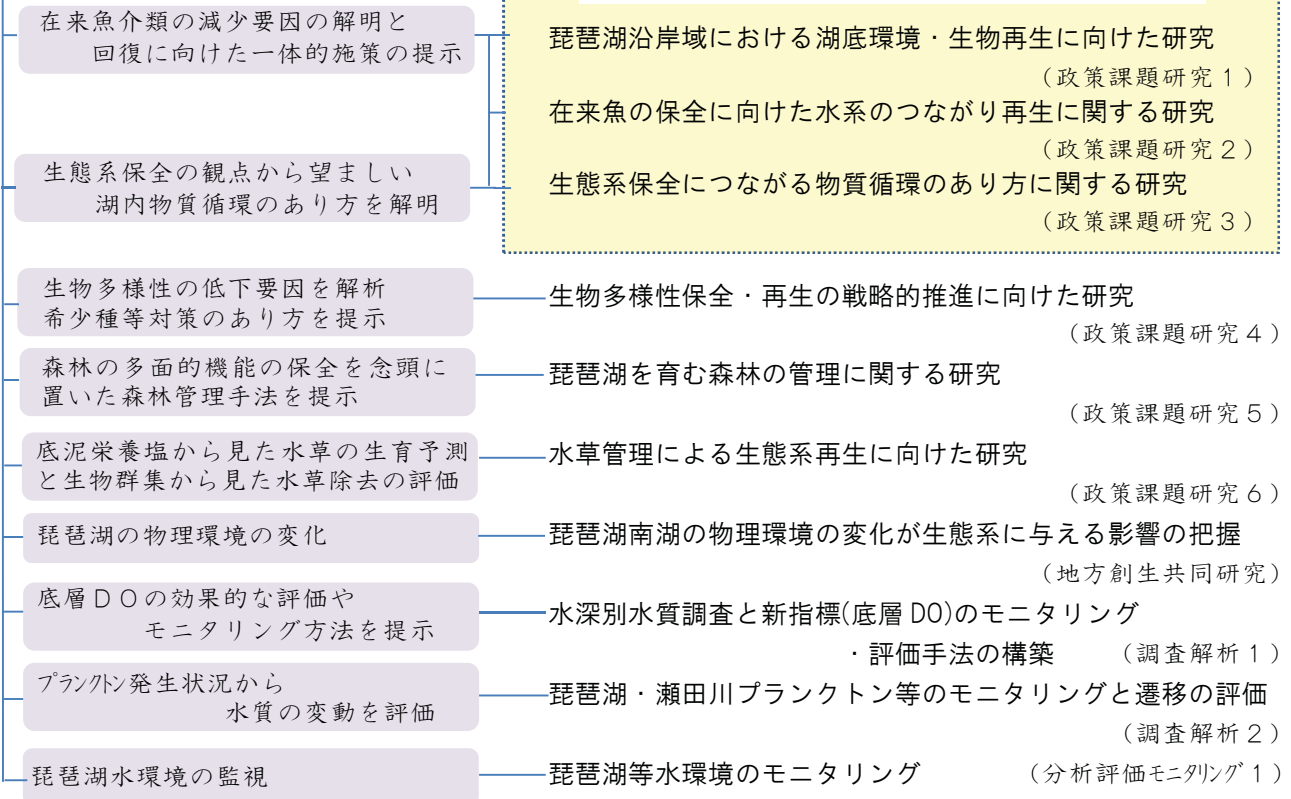 在来魚介類の減少要因の解明と
回復に向けた一体的施策の提示
琵琶湖沿岸域における湖底環境・生物再生に向けた研究
（政策課題研究１）
在来魚の保全に向けた水系のつながり再生に関する研究
（政策課題研究２）
生態系保全の観点から望ましい
湖内物質循環のあり方を解明
生態系保全につながる物質循環のあり方に関する研究
（政策課題研究３）
生物多様性の低下要因を解析
希少種等対策のあり方を提示
生物多様性保全・再生の戦略的推進に向けた研究
（政策課題研究４）
森林の多面的機能の保全を念頭に
置いた森林管理手法を提示
琵琶湖を育む森林の管理に関する研究
（政策課題研究５）
底泥栄養塩から見た水草の生育予測
と生物群集から見た水草除去の評価
水草管理による生態系再生に向けた研究
（政策課題研究６）
琵琶湖の物理環境の変化
琵琶湖南湖の物理環境の変化が生態系に与える影響の把握
（地方創生共同研究）
底層ＤＯの効果的な評価や
モニタリング方法を提示
水深別水質調査と新指標(底層 DO)のモニタリング
・評価手法の構築　（調査解析１）
ﾌﾟﾗﾝｸﾄﾝ発生状況から
水質の変動を評価
琵琶湖・瀬田川プランクトン等のモニタリングと遷移の評価
（調査解析２）
琵琶湖水環境の監視
琵琶湖等水環境のモニタリング　（分析評価ﾓﾆﾀﾘﾝｸﾞ１）